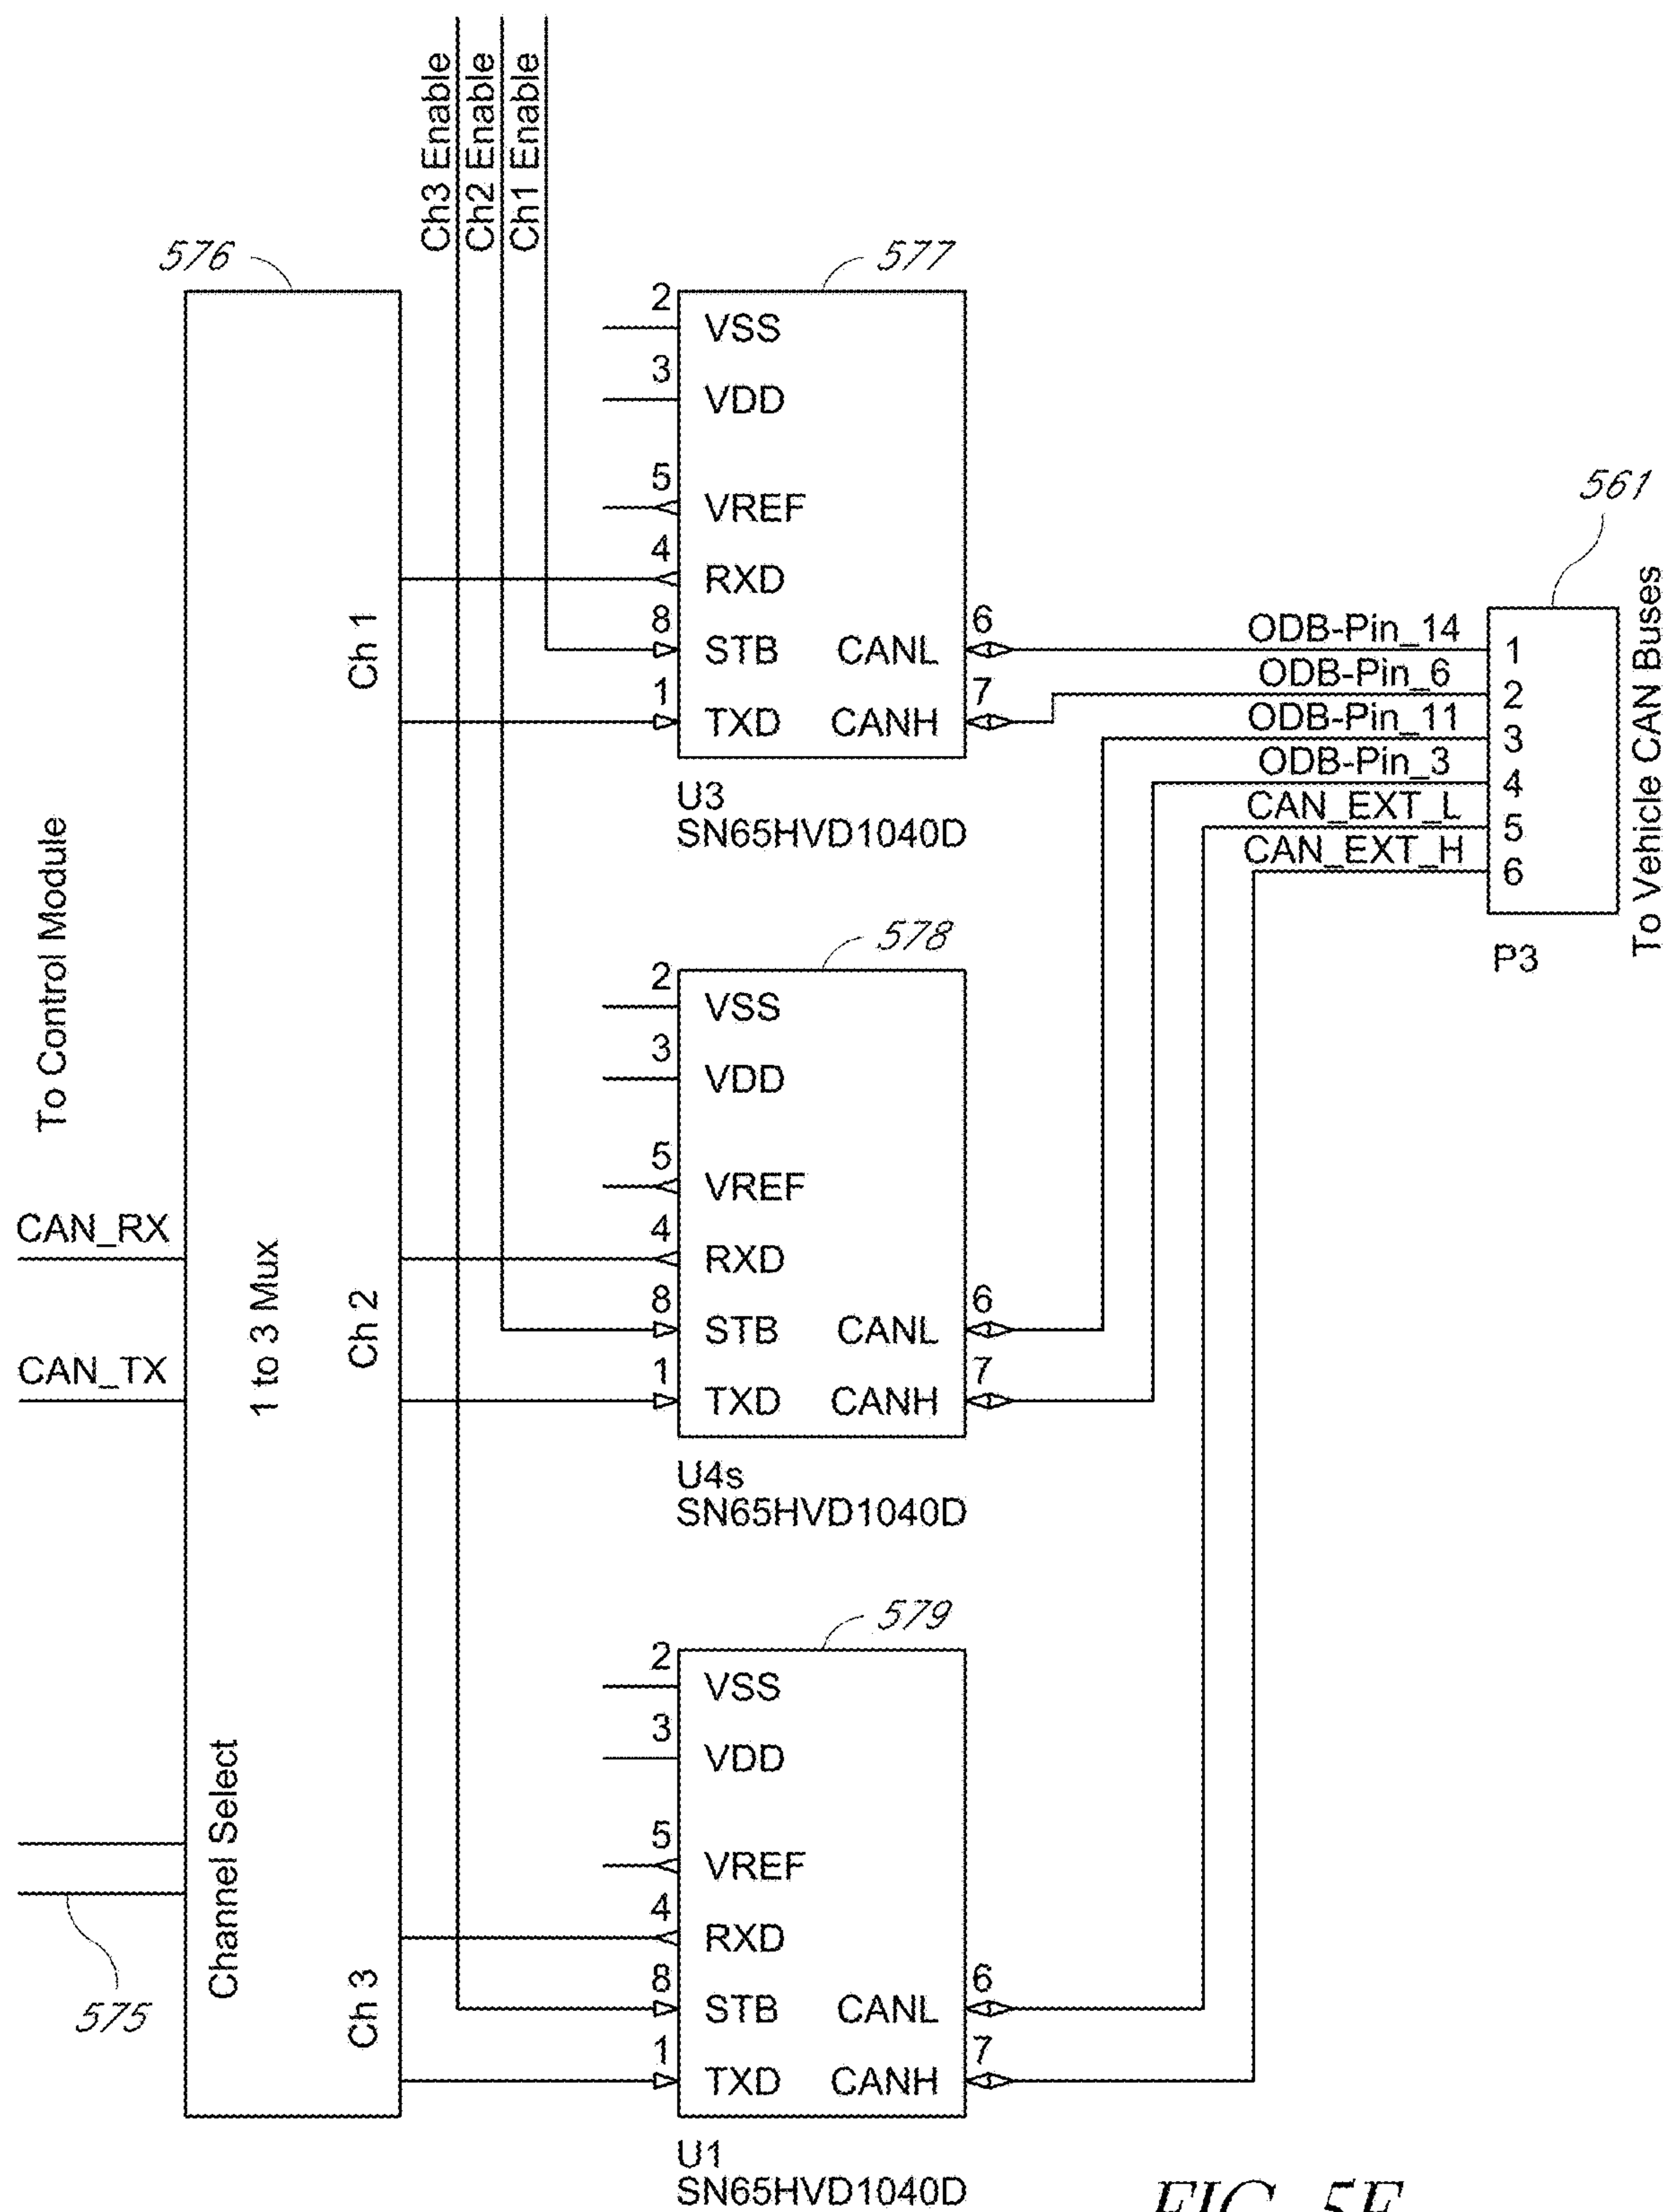 Ch3 Enable
Ch2 Enable
Ch1 Enable
576
577
2
VSS
3
VDD
5
VREF
4
RXD
8
STB
CANL
6
1
TXD
CANH
7
U3
SN65HVD1040D
Ch 1
561
ODB-Pin_14
1
ODB-Pin_6
2
ODB-Pin_11
3
ODB-Pin_3
4
CAN_EXT_L
5
CAN_EXT_H
6
P3
To Vehicle CAN Buses
To Control Module
578
2
VSS
3
VDD
5
VREF
4
RXD
8
STB
CANL
6
1
TXD
CANH
7
U4s
SN65HVD1040D
CAN_RX
CAN_TX
1 to 3 Mux
Ch 2
579
2
VSS
3
VDD
5
VREF
4
RXD
8
STB
CANL
6
1
TXD
CANH
7
U1
SN65HVD1040D
Channel Select
575
Ch 3